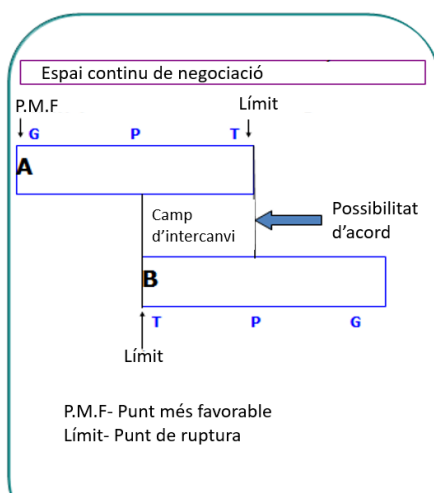 Espai continu de negociació
P.M.F
Límit
G P T
A
Camp
d'intercanvi
Possibilitat
d'acord
B
T P G
Límit
P.M.F- Punt més favorable
Límit- Punt de ruptura